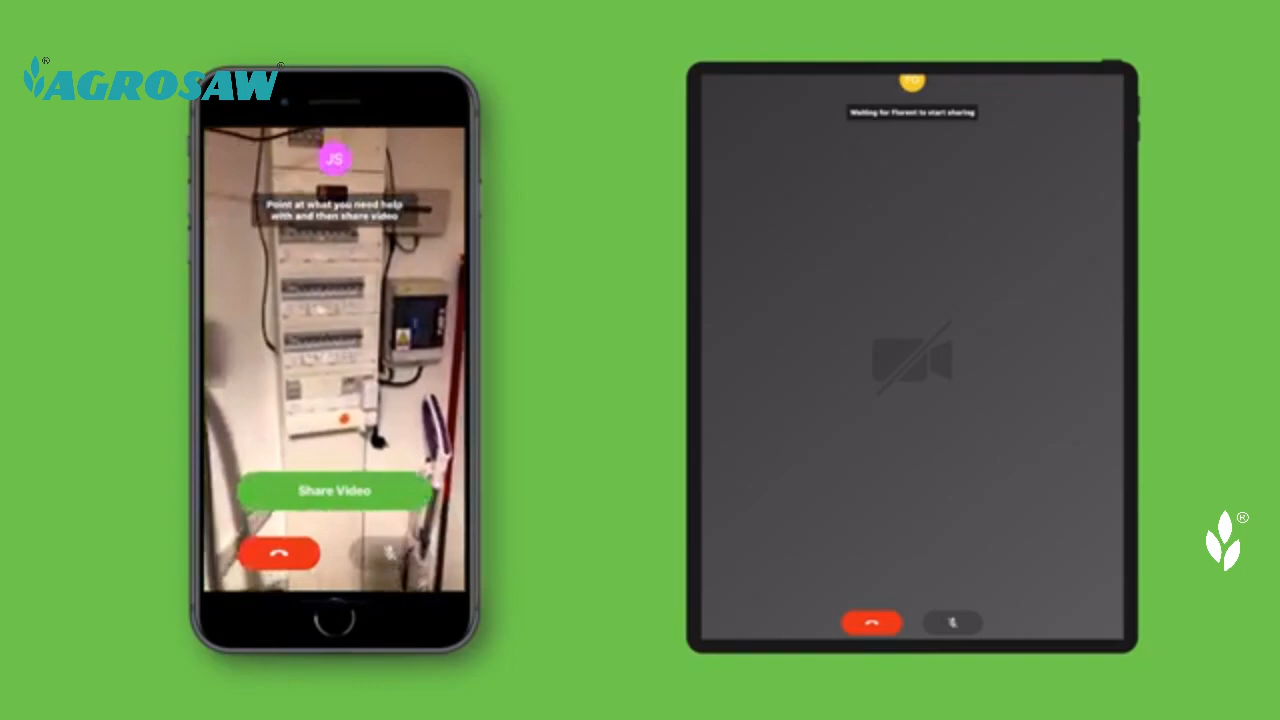 AGROSAW®
JS
Point at what you need help
with and then share video
Share Video
Waiting for Florent to start sharing
®